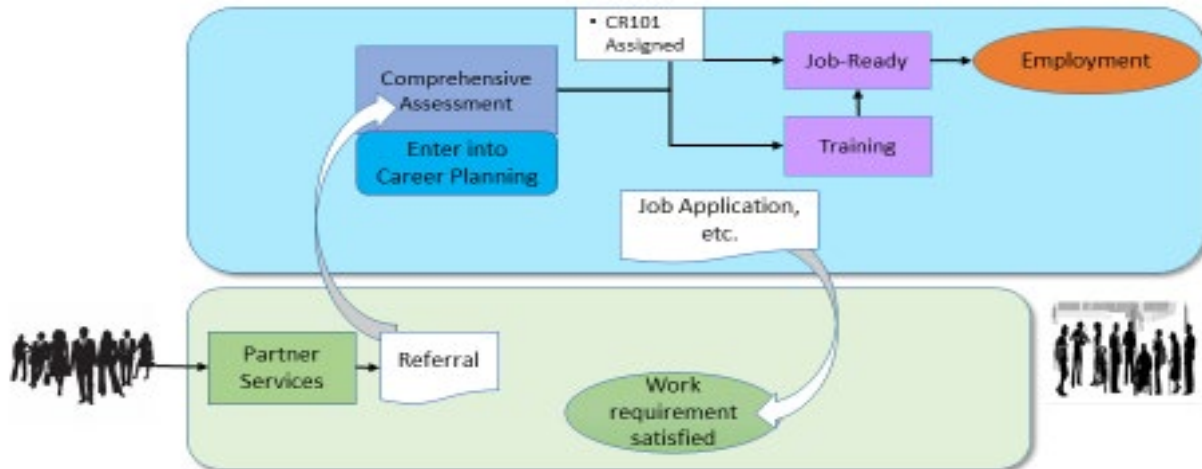 • CR101
Assigned
Comprehensive
Assessment
Enter into
Career Planning
Job-Ready
Employment
Training
Job Application,
etc.
Partner
Services
Referral
Work
requirement
satisfied